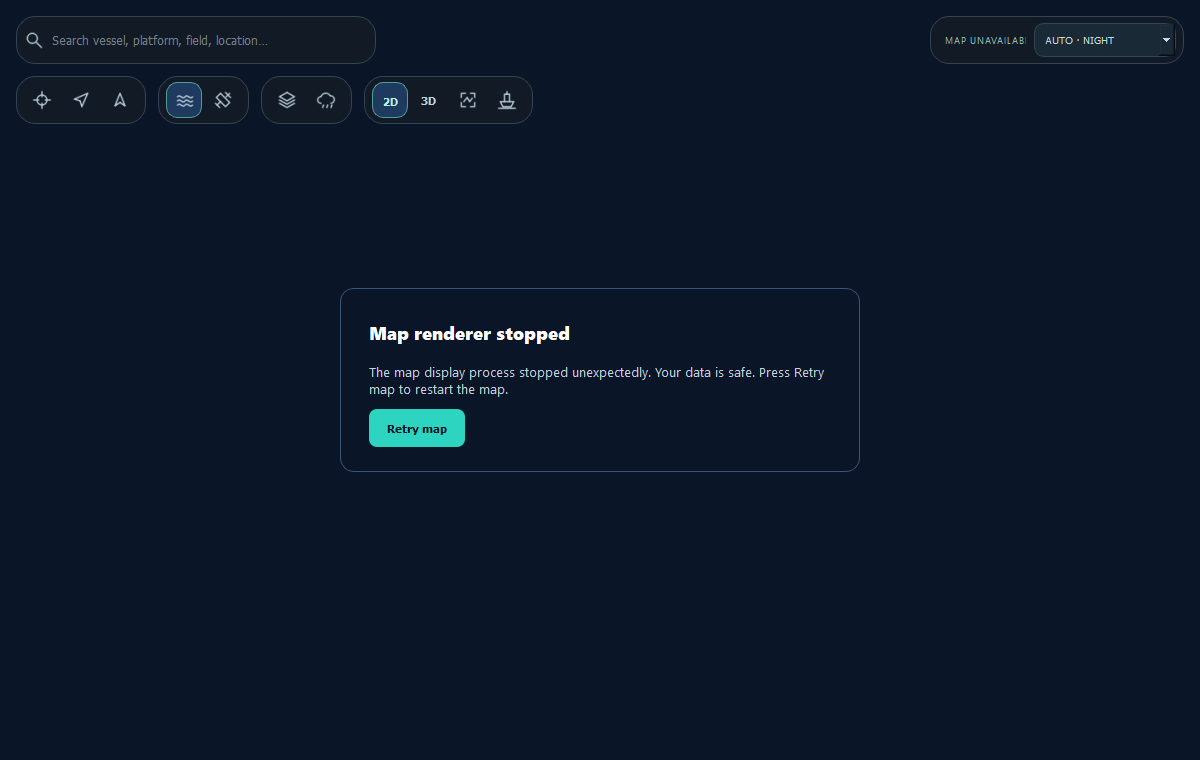 Search vessel, platform, field, location...
MAP UNAVAILABI
AUTO · NIGHT
2D
3D
Map renderer stopped
The map display process stopped unexpectedly. Your data is safe. Press Retry
map to restart the map.
Retry map